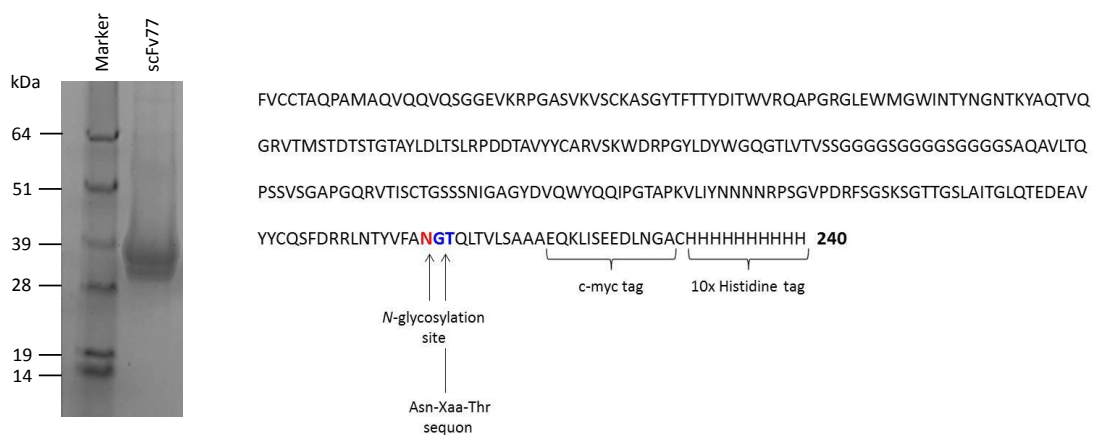 Marker
scFv77
kDa
64
51
39
28
19
14
FVCCTAQPAMAQVQQVQSGGEVKRPGASVKVSCKASGYTFTTYDITWVRQAPGRGLEWMGWINTYNGNTKYAQTVQ
GRVTMSTDTSTGTAYLDLTSLRPDDTAVYYCARVSKWDRPGYLDYWGQGTLVTVSSGGGGSGGGGSGGGGSAQAVLTQ
PSSVSGAPGQRVTISCTGSSSNIGAGYDVQWYQQIPGTAPKVLIYNNNNRPSGVPDRFSGSKSGTTGSLAITGLQTEDEAV
YYCQSFDRRLNTYVFANGTQLTVLSAAAEQKLISEEDLNGACHHHHHHHHHH 240
c-myc tag
10x Histidine tag
N-glycosylation
site
Asn-Xaa-Thr
sequon